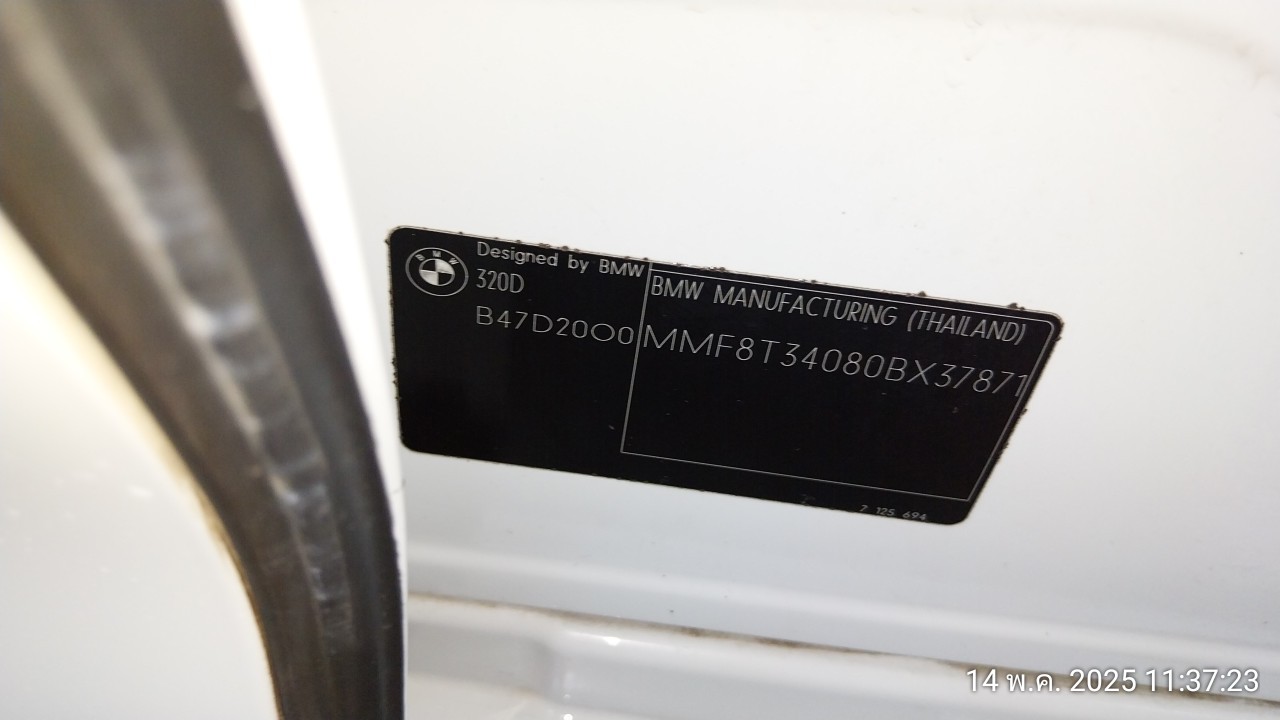 BMW
Designed by BMW
320D
B47D20O0
BMW MANUFACTURING (THAILAND)
MMF8T34080BX37871
7 125 694
14 พ.ค. 2025 11:37:23